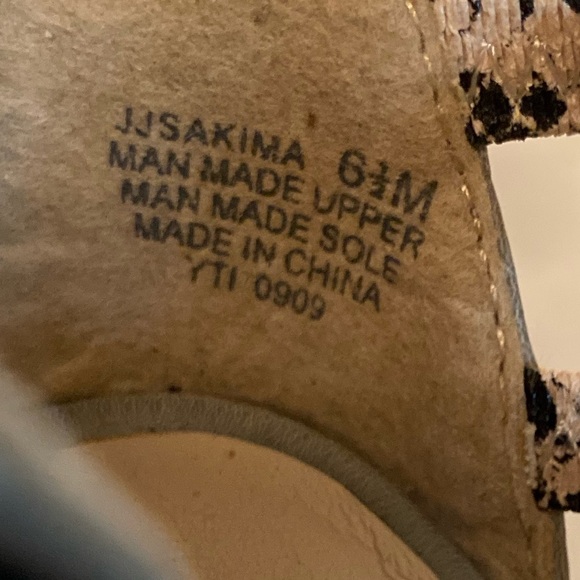 JJSAKIMA 6½M
MAN MADE UPPER
MAN MADE SOLE
MADE IN CHINA
YTI 0909